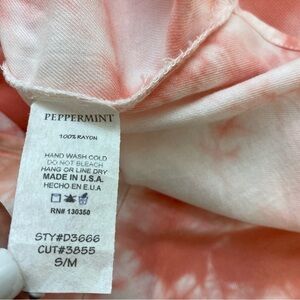 PEPPERMINT
100% RAYON
HAND WASH COLD
DO NOT BLEACH
HANG OR LINE DRY
MADE IN U.S.A.
HECHO EN E.U.A
RN# 130350
STY#D3666
CUT#3855
S/M